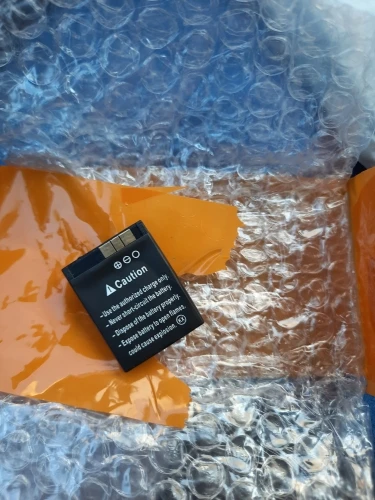 ⊕⊖○
⚠Caution
-Use the authorized charge only.
-Never short-circuit the battery.
-Dispose of the battery properly.
-Expose battery to open flames.
could cause explosion.